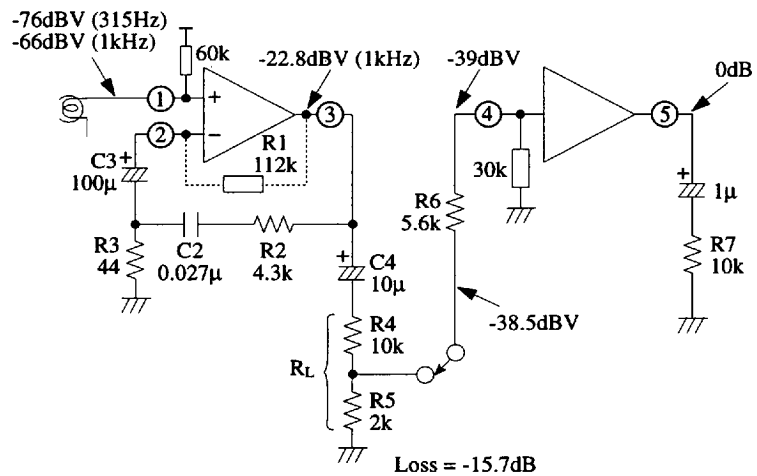 -76dBV (315Hz)
-66dBV (1kHz)
60k
-22.8dBV (1kHz)
-39dBV
0dB
1
+
3
4
5
2
−
R1
112k
C3
+
100μ
30k
+
1μ
R6
5.6k
R3
44
C2
0.027μ
R2
4.3k
+
C4
10μ
R7
10k
-38.5dBV
RL
R4
10k
R5
2k
Loss = -15.7dB